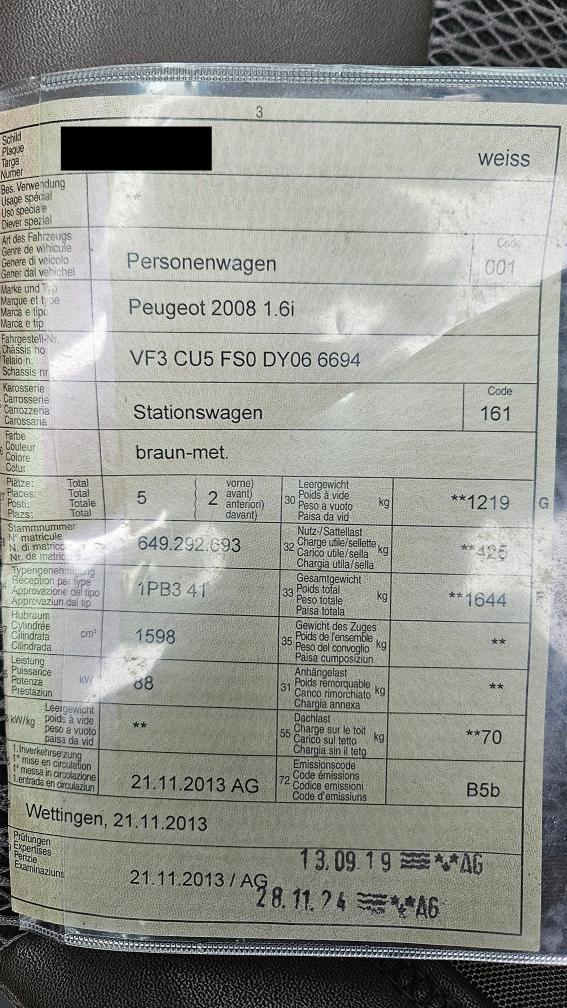 3
Schild
Plaque
Targa
Numer
weiss
Bes. Verwendung
Usage spécial
Uso speciale
Diever spezial
**
Art des Fahrzeugs
Genre de véhicule
Genere di veicolo
Gener dal vehichel
Personenwagen
Code
001
Marke und Typ
Marque et type
Marca e tipo
Marca e tip
Peugeot 2008 1.6i
Fahrgestell-Nr.
Châssis no
Telaio n.
Schassis nr.
VF3 CU5 FS0 DY06 6694
Karosserie
Carrosserie
Carrozzeria
Carossaria
Stationswagen
Code
161
Farbe
Couleur
Colore
Colur
braun-met.
Plätze: Total
Places: Total
Posti: Totale
Plazs: Total
5
2
vorne)
avant)
anteriori)
davant)
30
Leergewicht
Poids à vide
Peso a vuoto
Paisa da vid
kg
**1219
G
Stammnummer
N° matricule
N. di matricola
Nr. da matric
649.292.693
32
Nutz-/Sattellast
Charge utile/sellette
Carico utile/sella
Chargia utila/sella
kg
**425
Typengenehmigung
Réception par type
Approvazione del tipo
Approvaziun dal tip
1PB3 41
33
Gesamtgewicht
Poids total
Peso totale
Paisa totala
kg
**1644
Hubraum
Cylindrée
Cilindrata
Cilindrada
cm³
1598
35
Gewicht des Zuges
Poids de l'ensemble
Peso del convoglio
Paisa cumposiziun
kg
**
Leistung
Puissance
Potenza
Prestaziun
kW
88
31
Anhängelast
Poids remorquable
Carico rimorchiato
Chargia annexa
kg
**
kW/kg
Leergewicht
poids à vide
peso a vuoto
paisa da vid
**
55
Dachlast
Charge sur le toit
Carico sul tetto
Chargia sin il tetg
kg
**70
1. Inverkehrsetzung
1re mise en circulation
1a messa in circolazione
1. entrada en circulaziun
21.11.2013 AG
72
Emissionscode
Code émissions
Codice emissioni
Code d'emissiuns
B5b
Wettingen, 21.11.2013
Prüfungen
Expertises
Perizie
Examinaziuns
13.09.19 AG
21.11.2013 / AG
28.11.24 AG